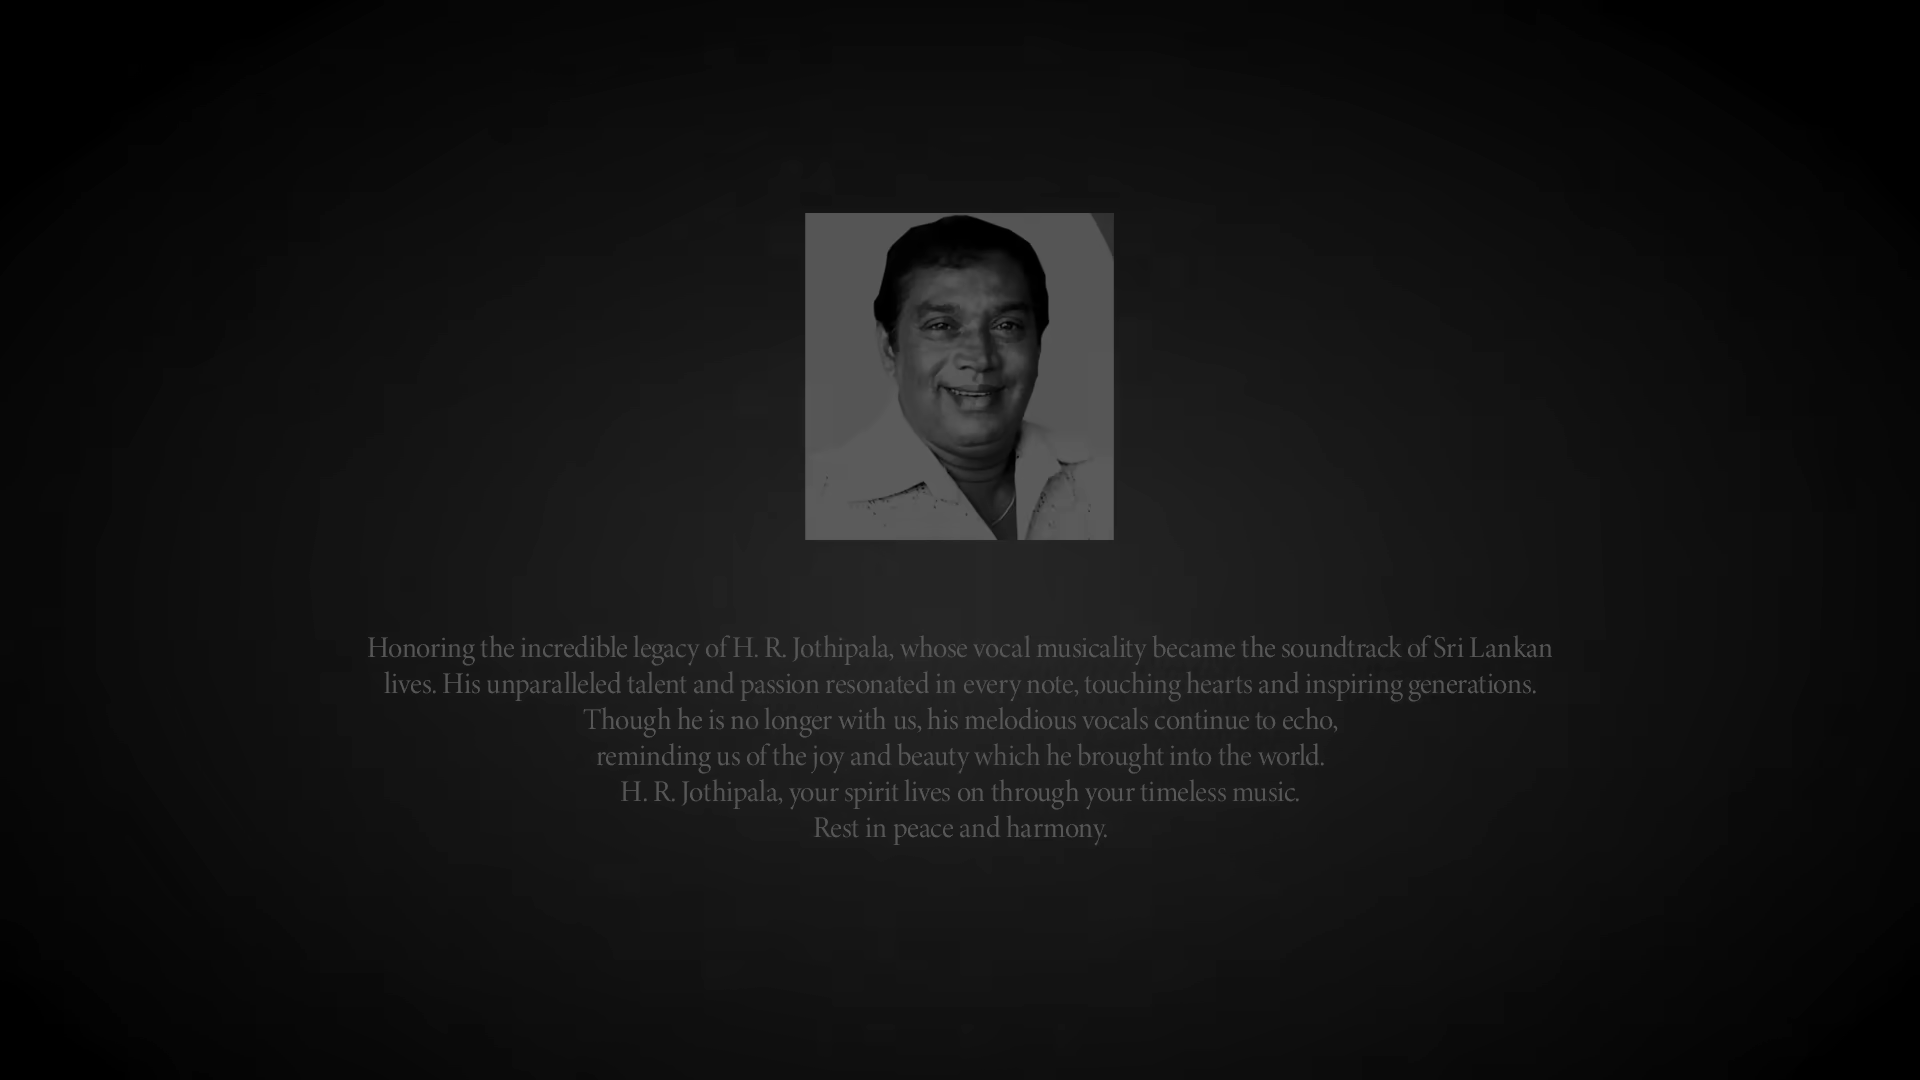 Honoring the incredible legacy of H. R. Jothipala, whose vocal musicality became the soundtrack of Sri Lankan
lives. His unparalleled talent and passion resonated in every note, touching hearts and inspiring generations.
Though he is no longer with us, his melodious vocals continue to echo,
reminding us of the joy and beauty which he brought into the world.
H. R. Jothipala, your spirit lives on through your timeless music.
Rest in peace and harmony.